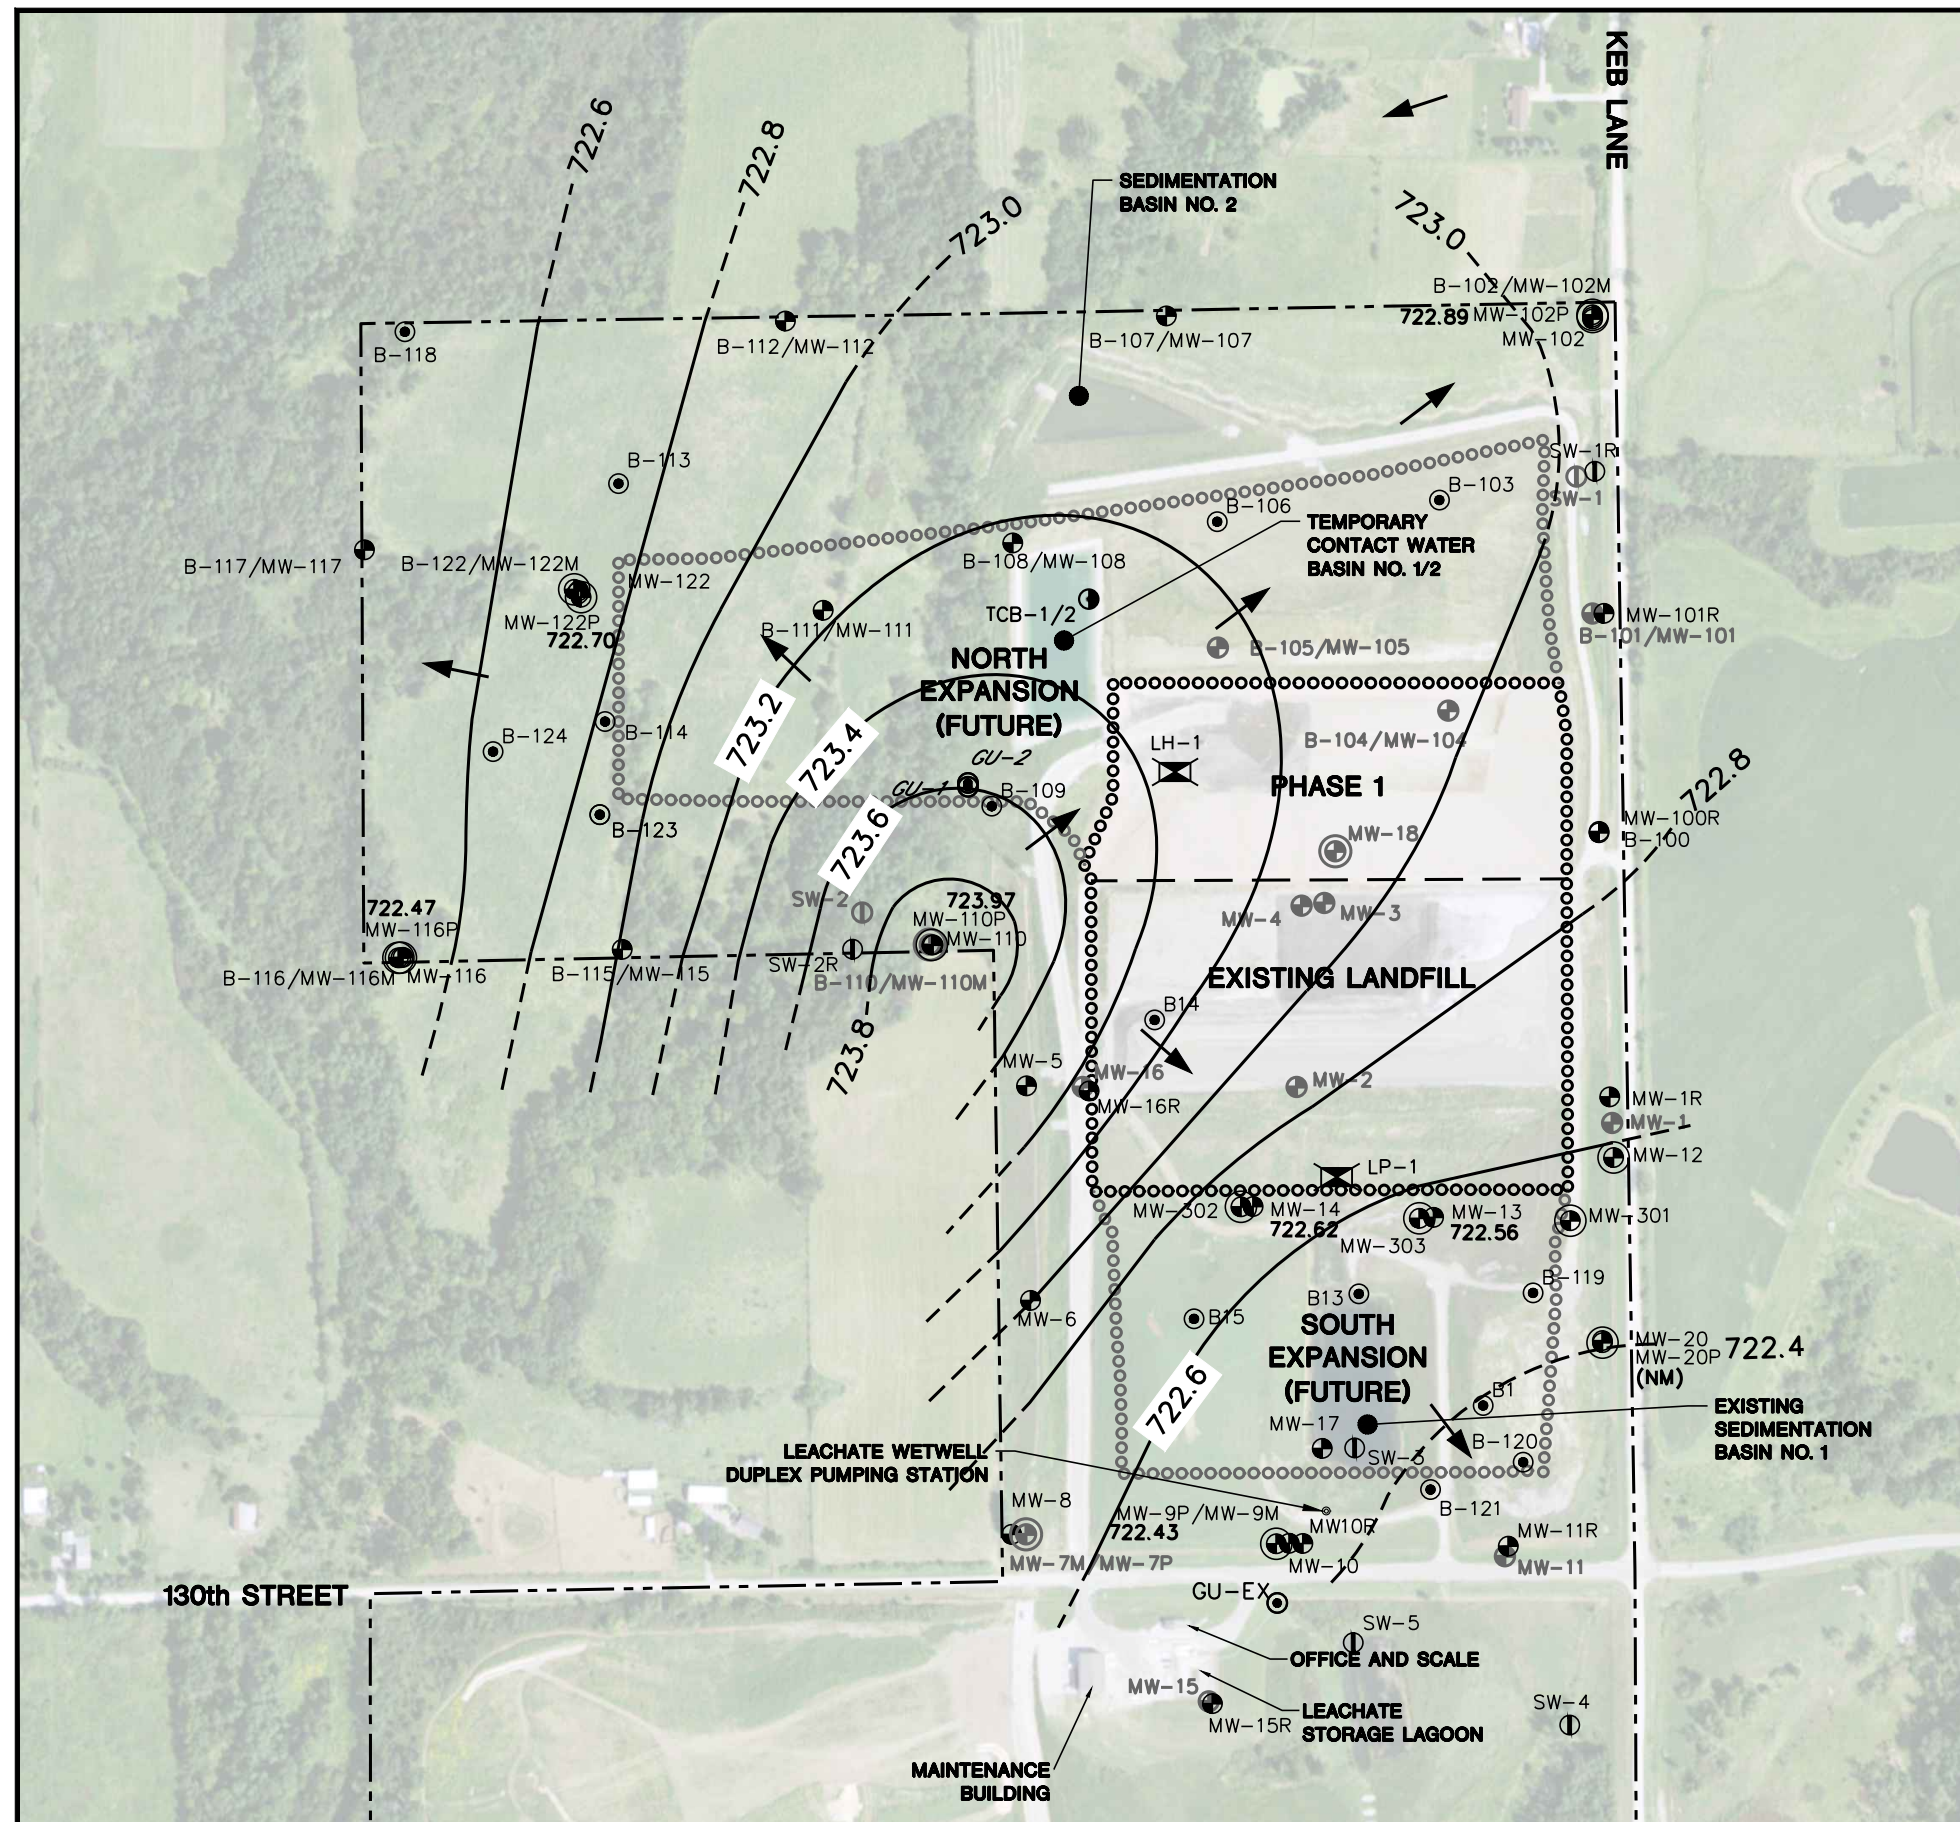 KEB LANE
722.6
722.8
723.0
723.0
SEDIMENTATION
BASIN NO. 2
B-102/MW-102M
722.89 MW-102P
MW-102
B-118
B-112/MW-112
B-107/MW-107
B-113
SW-1R
SW-1
B-103
B-106
TEMPORARY
CONTACT WATER
BASIN NO. 1/2
B-117/MW-117
B-122/MW-122M
MW-122
MW-122P
722.70
B-108/MW-108
TCB-1/2
B-111/MW-111
MW-101R
B-101/MW-101
B-105/MW-105
NORTH
EXPANSION
(FUTURE)
723.2
723.4
723.6
B-124
B-114
B-104/MW-104
LH-1
GU-2
GU-1
B-109
PHASE 1
722.8
B-123
MW-18
MW-100R
B-100
722.47
MW-116P
B-116/MW-116M
MW-116
B-115/MW-115
SW-2
SW-2R
723.97
MW-110P
MW-110
B-110/MW-110M
MW-4
MW-3
EXISTING LANDFILL
B14
723.8
MW-5
MW-16
MW-16R
MW-2
MW-1R
MW-1
MW-12
LP-1
MW-302
MW-14
722.62
MW-303
MW-13
722.56
MW-301
B-119
B13
B15
MW-6
SOUTH
EXPANSION
(FUTURE)
MW-20
MW-20P
(NM)
722.4
722.6
B1
EXISTING
SEDIMENTATION
BASIN NO. 1
MW-17
SW-3
B-120
LEACHATE WETWELL
DUPLEX PUMPING STATION
B-121
MW-8
MW-7M/MW-7P
MW-9P/MW-9M
722.43
MW10R
MW-10
MW-11R
MW-11
130th STREET
GU-EX
SW-5
OFFICE AND SCALE
MW-15
MW-15R
LEACHATE
STORAGE LAGOON
SW-4
MAINTENANCE
BUILDING